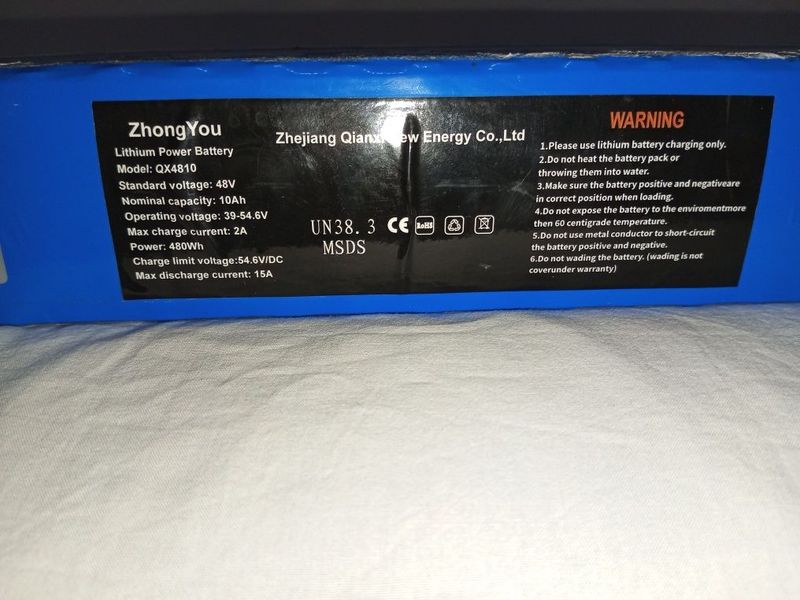 ZhongYou
Lithium Power Battery
Model: QX4810
Standard voltage: 48V
Nominal capacity: 10Ah
Operating voltage: 39-54.6V
Max charge current: 2A
Power: 480Wh
Charge limit voltage:54.6V/DC
Max discharge current: 15A
Zhejiang Energy Co.,Ltd
UN38.3 CE RoHS
MSDS
WARNING
1.Please use lithium battery charging only.
2.Do not heat the battery pack or
throwing them into water.
3.Make sure the battery positive and negativeare
in correct position when loading.
4.Do not expose the battery to the enviromentmore
then 60 centigrade temperature.
5.Do not use metal conductor to short-circuit
the battery positive and negative.
6.Do not wading the battery. (wading is not
coverunder warranty)